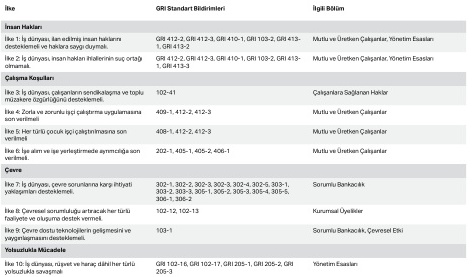 İlke GRI Standart Bildirimleri İlgili Bölüm
İnsan Hakları
İlke 1: İş dünyası, ilan edilmiş insan haklarını GRI 412-2, GRI 412-3, GRI 410-1, GRI 103-2, GRI 413- Mutlu ve Üretken Çalışanlar, Yönetim Esasları
desteklemeli ve haklara saygı duymalı. 1, GRI 413-2
İlke 2: İş dünyası, insan hakları ihlallerinin suç ortağı GRI 412-2, GRI 412-3, GRI 410-1, GRI 103-2, GRI 413- Mutlu ve Üretken Çalışanlar, Yönetim Esasları
olmamalı. 1, GRI 413-3
Çalışma Koşulları
İlke 3: İş dünyası, çalışanların sendikalaşma ve toplu 102-41 Çalışanlara Sağlanan Haklar
müzakere özgürlüğünü desteklemeli.
İlke 4: Zorla ve zorunlu işçi çalıştırma uygulamasına 409-1, 412-2, 412-3 Mutlu ve Üretken Çalışanlar
son verilmeli
İlke 5: Her türlü çocuk işçi çalıştırılmasına son 408-1, 412-2, 412-3 Mutlu ve Üretken Çalışanlar
verilmeli
İlke 6: İşe alım ve işe yerleştirmede ayrımcılığa son 202-1, 405-1, 405-2, 406-1 Mutlu ve Üretken Çalışanlar
verilmeli.
Çevre
İlke 7: İş dünyası, çevre sorunlarına karşı ihtiyati 302-1, 302-2, 302-3, 302-3, 302-4, 302-5, 303-1, Sorumlu Bankacılık
yaklaşımları desteklemeli. 303-2, 303-3, 305-1, 305-2, 305-3, 305-4, 305-5,
306-1, 306-2
İlke 8: Çevresel sorumluluğu artıracak her türlü 102-12, 102-13 Kurumsal Üyelikler
faaliyete ve oluşuma destek vermeli.
İlke 9: Çevre dostu teknolojilerin gelişmesini ve 103-1 Sorumlu Bankacılık, Çevresel Etki
yaygınlaşmasını desteklemeli.
Yolsuzlukla Mücadele
İlke 10: İş dünyası, rüşvet ve haraç dâhil her türlü GRI 102-16, GRI 102-17, GRI 205-1, GRI 205-2, GRI Yönetim Esasları
yolsuzlukla savaşmalı 205-3